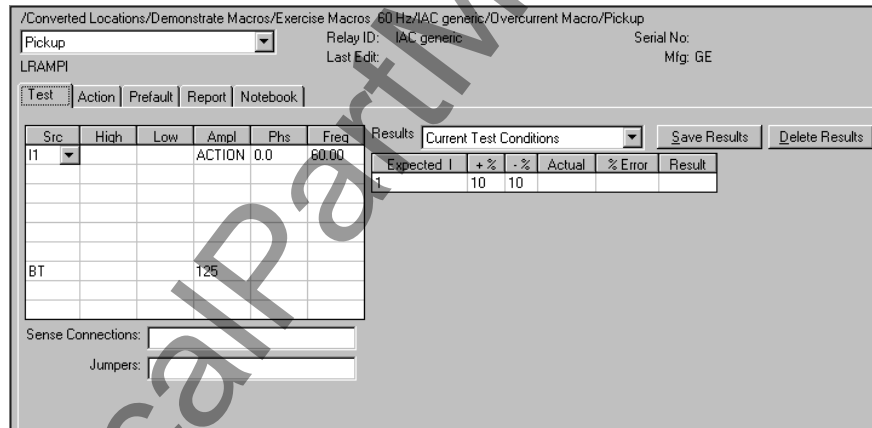 /Converted Locations/Demonstrate Macros/Exercise Macros 60 Hz/IAC generic/Overcurrent Macro/Pickup
Pickup
Relay ID: IAC generic
Serial No:
Last Edit:
Mfg: GE
LRAMPI
Test Action Prefault Report Notebook
Src High Low Ampl Phs Freq
I1 ACTION 0.0 60.00
BT 125
Results Current Test Conditions Save Results Delete Results
Expected I + % - % Actual % Error Result
1 10 10
Sense Connections:
Jumpers: